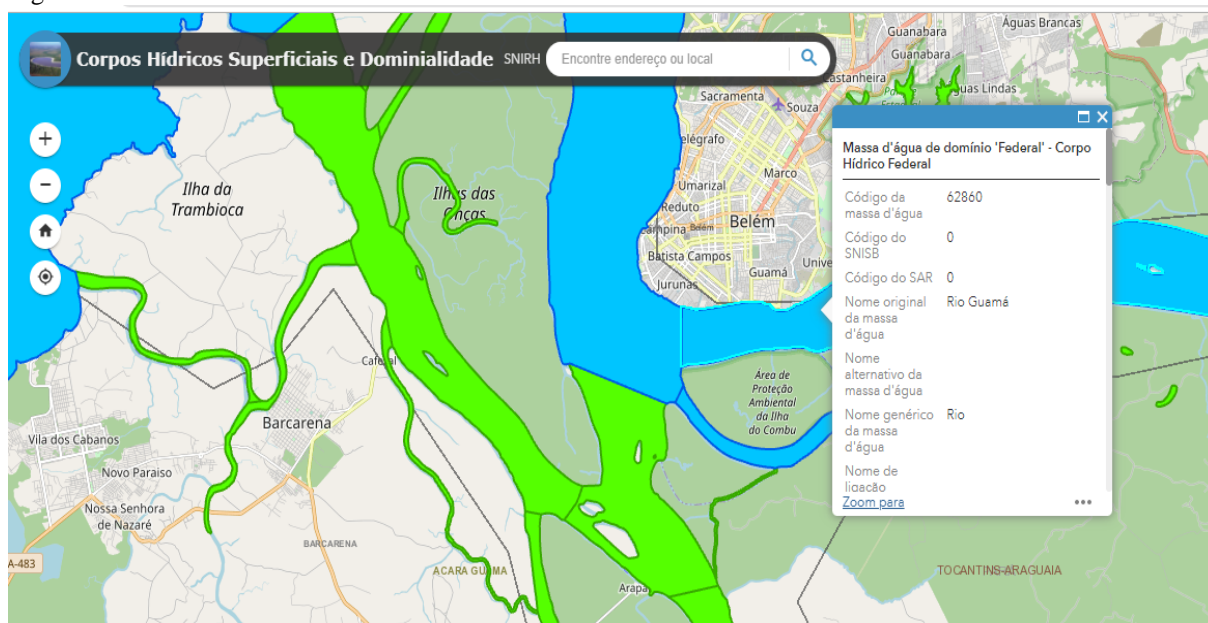 Corpos Hídricos Superficiais e Dominialidade SNIRH
Encontre endereço ou local
Águas Brancas
Guanabara
Guanabara
Castanheira
Águas Lindas
Sacramenta
Souza
Telégrafo
Marco
Umarizal
Reduto
Campina
Belém
Belém
Batista Campos
Guamá
Jurunas
Ilha da
Trambioca
Ilhas das
Onças
Área de
Proteção
Ambiental
da Ilha
do Combu
Barcarena
Vila dos Cabanos
Novo Paraiso
Nossa Senhora
de Nazaré
BARCARENA
ACARA GUAMA
Arapa
TOCANTINS-ARAGUAIA
A-483
Massa d'água de domínio 'Federal' - Corpo
Hídrico Federal
Código da massa d'água 62860
Código do SNISB 0
Código do SAR 0
Nome original da massa d'água Rio Guamá
Nome alternativo da massa d'água
Nome genérico da massa d'água Rio
Nome de ligação
Zoom para